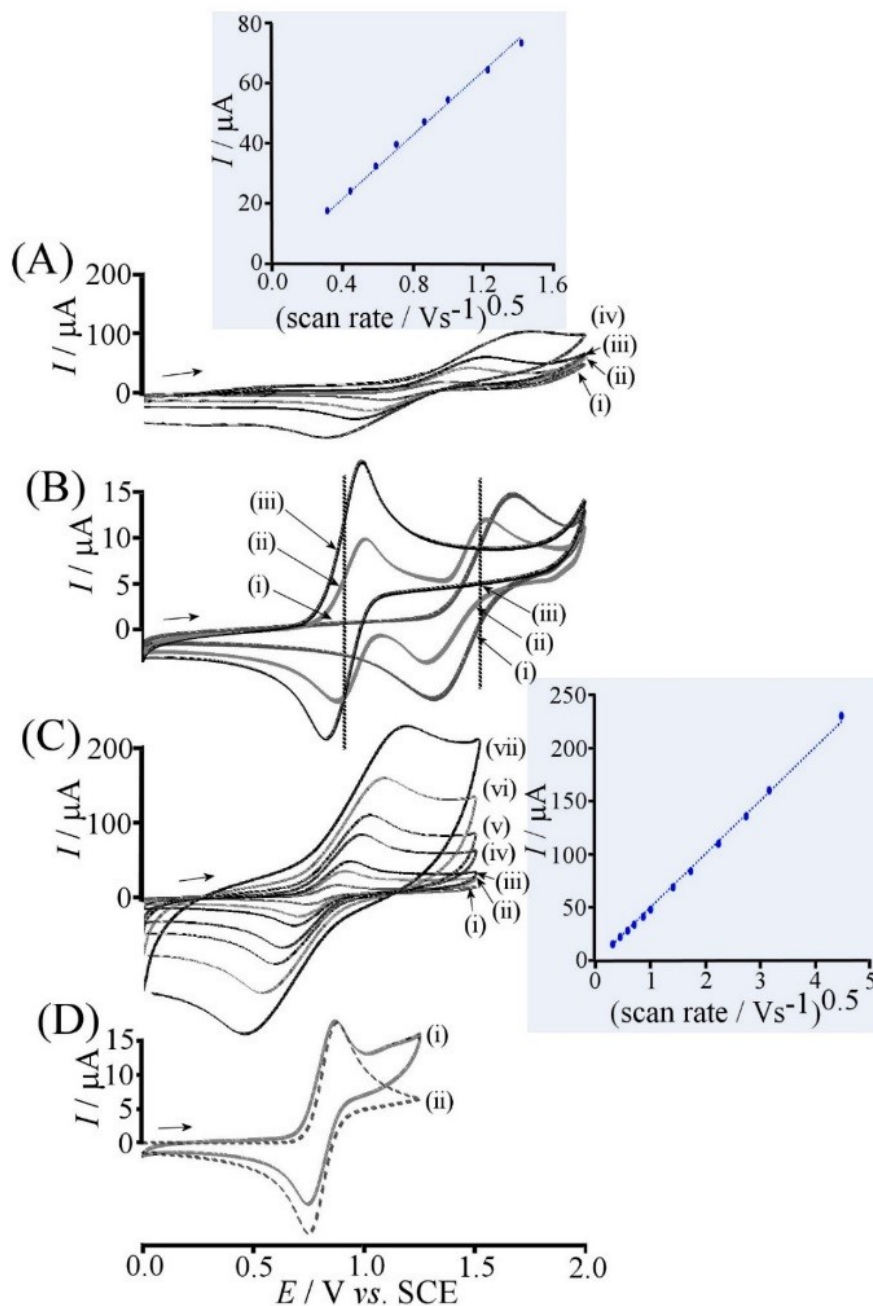 80
60
40
20
0
I / μA
0.0 0.4 0.8 1.2 1.6
(scan rate / Vs-1)0.5
(A)
200
100
0
I / μA
(iv)
(iii)
(ii)
(i)
(B)
15
10
5
0
I / μA
(iii)
(ii)
(i)
(iii)
(ii)
(i)
(C)
200
100
0
I / μA
(vii)
(vi)
(v)
(iv)
(iii)
(ii)
(i)
250
200
150
100
50
0
I / μA
0 1 2 3 4 5
(scan rate / Vs-1)0.5
(D)
15
10
5
0
I / μA
(i)
(ii)
0.0 0.5 1.0 1.5 2.0
E / V vs. SCE